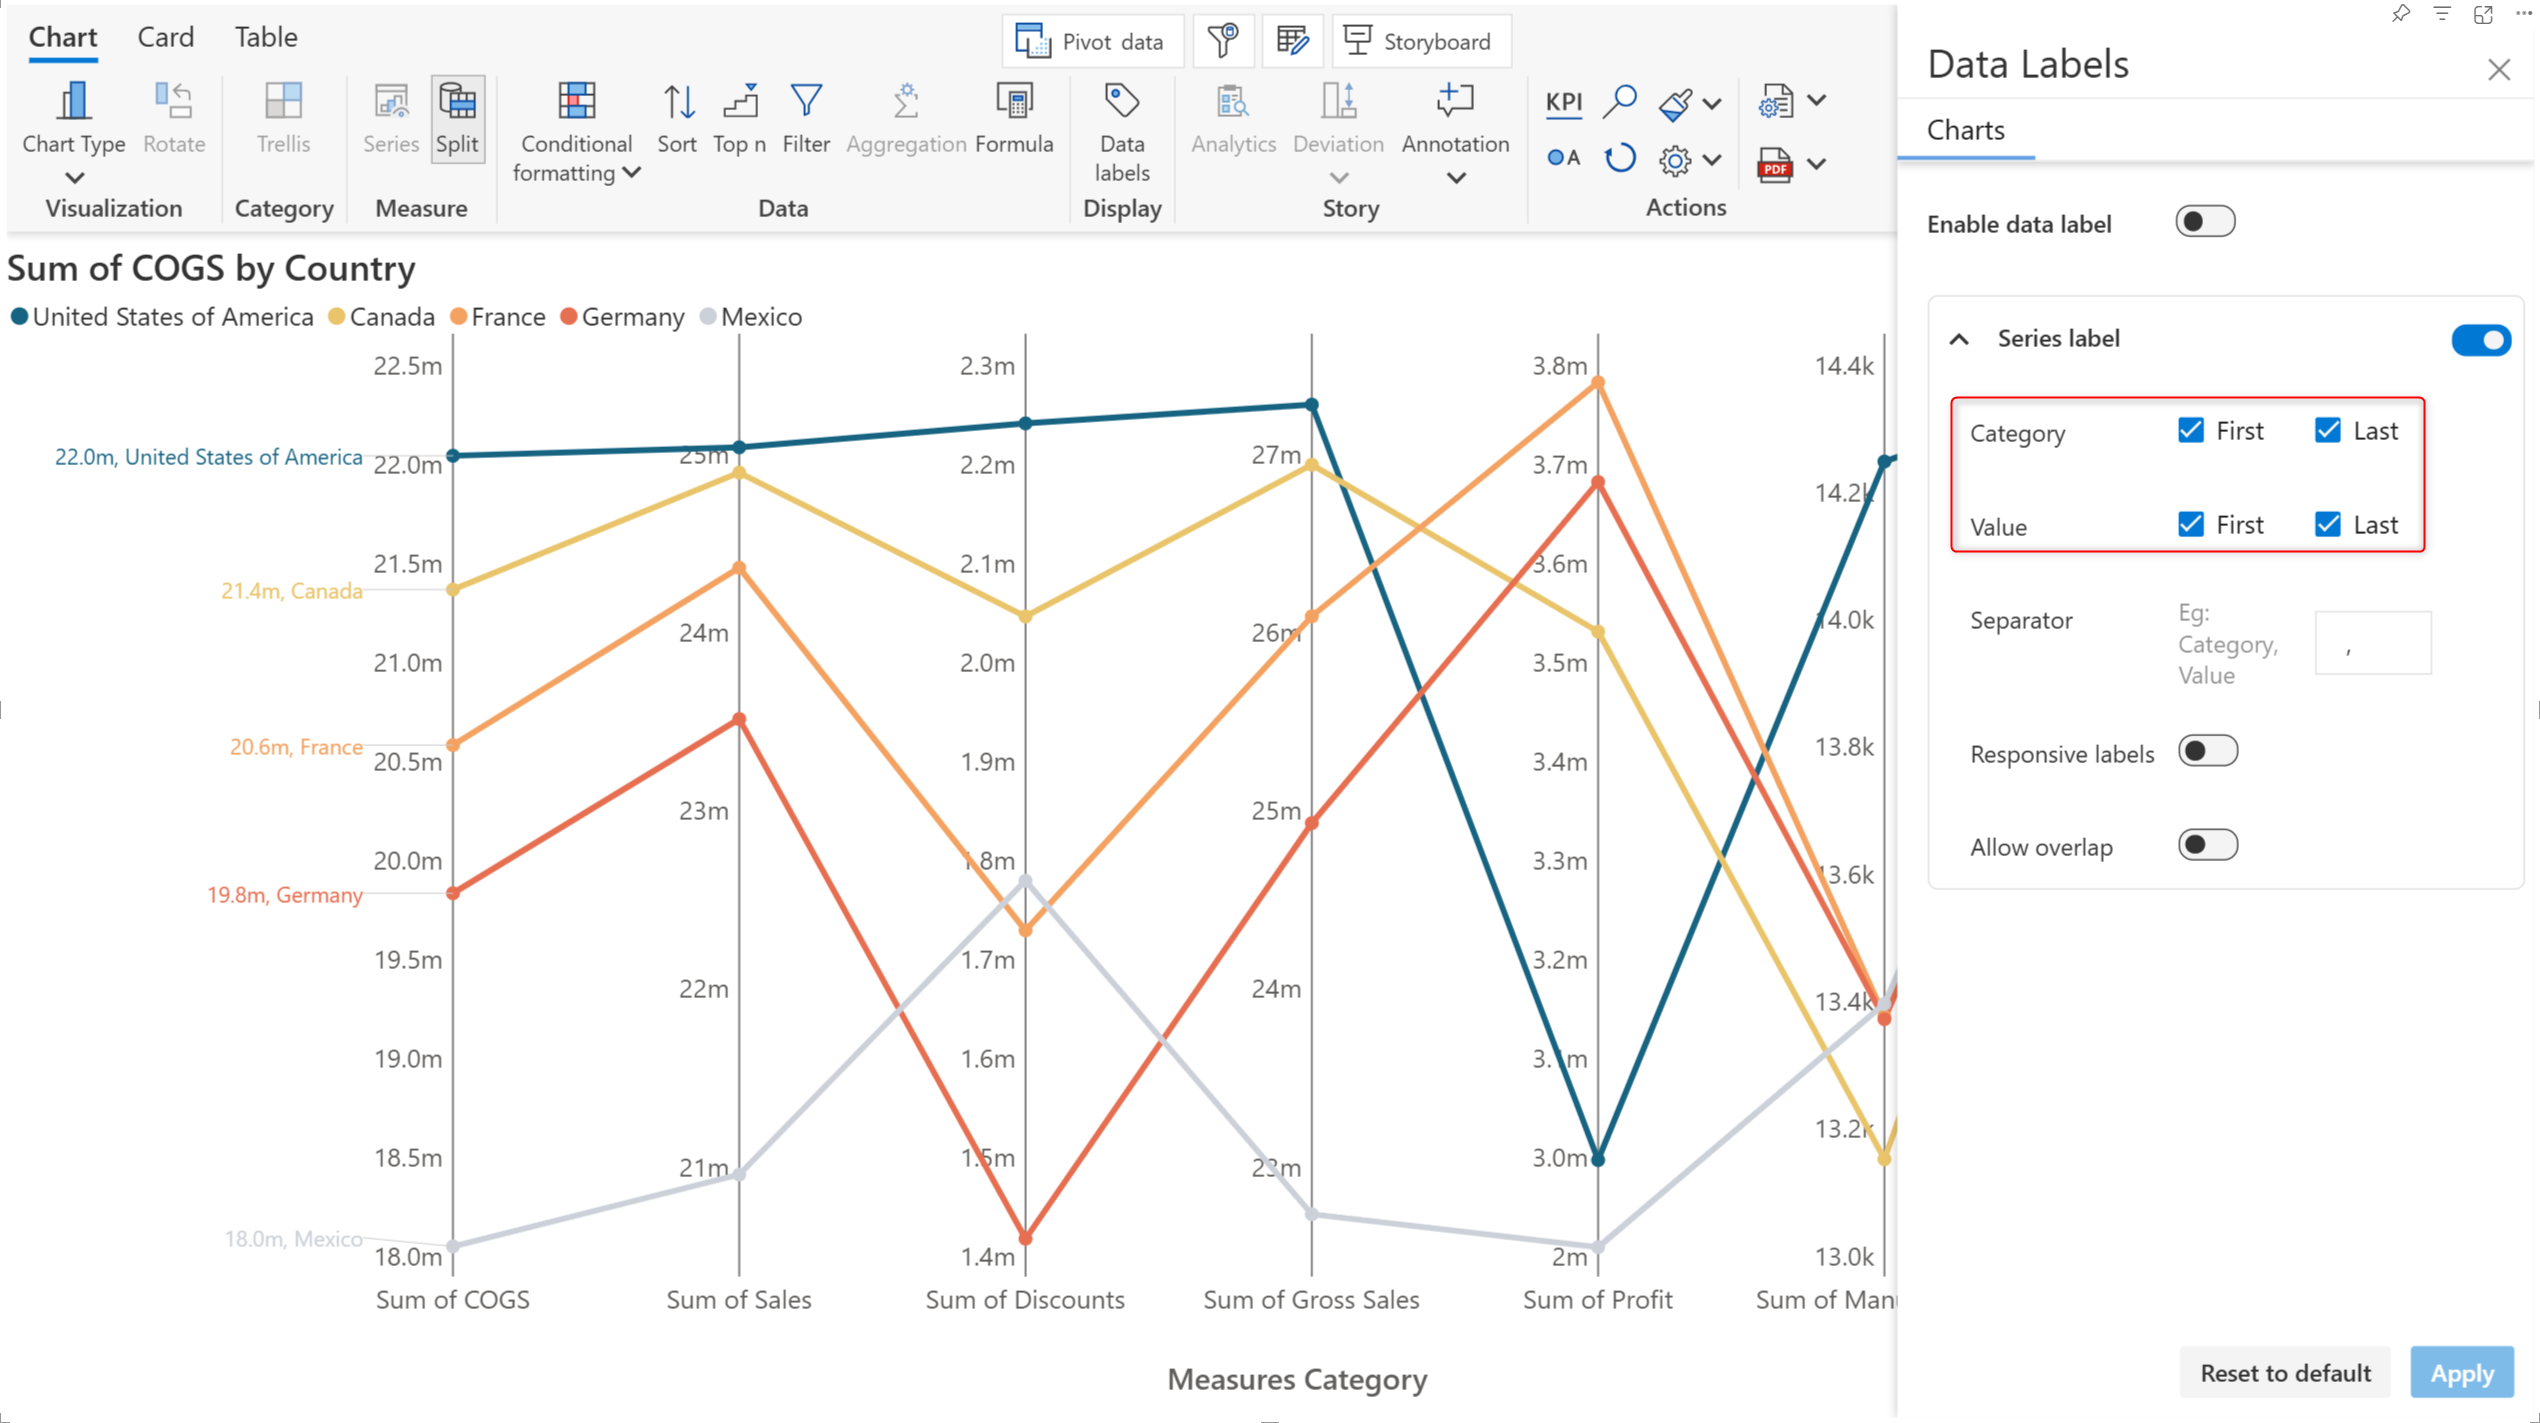 Chart Card Table
Pivot data
Storyboard
Chart Type
Rotate
Trellis
Series
Split
Conditional
formatting
Sort
Top n
Filter
Aggregation
Formula
Data
labels
Analytics
Deviation
Annotation
KPI
A
PDF
Visualization
Category
Measure
Data
Display
Story
Actions
Sum of COGS by Country
United States of America Canada France Germany Mexico
22.0m, United States of America
21.4m, Canada
20.6m, France
19.8m, Germany
18.0m, Mexico
22.5m
22.0m
21.5m
21.0m
20.5m
20.0m
19.5m
19.0m
18.5m
18.0m
25m
24m
23m
22m
21m
2.3m
2.2m
2.1m
2.0m
1.9m
1.8m
1.7m
1.6m
1.5m
1.4m
27m
26m
25m
24m
23m
3.8m
3.7m
3.6m
3.5m
3.4m
3.3m
3.2m
3.1m
3.0m
2m
14.4k
14.2k
14.0k
13.8k
13.6k
13.4k
13.2k
13.0k
Sum of COGS
Sum of Sales
Sum of Discounts
Sum of Gross Sales
Sum of Profit
Sum of Man
Measures Category
Data Labels
Charts
Enable data label
Series label
Category First Last
Value First Last
Separator
Eg:
Category,
Value
,
Responsive labels
Allow overlap
Reset to default
Apply